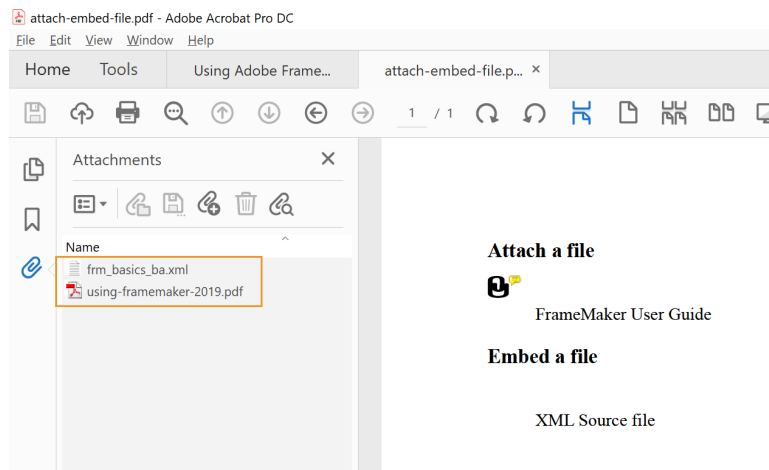 attach-embed-file.pdf - Adobe Acrobat Pro DC
File Edit View Window Help
Home Tools Using Adobe Frame... attach-embed-file.p... ×
1 / 1
Attachments
Name
frm_basics_ba.xml
using-framemaker-2019.pdf
Attach a file
FrameMaker User Guide
Embed a file
XML Source file